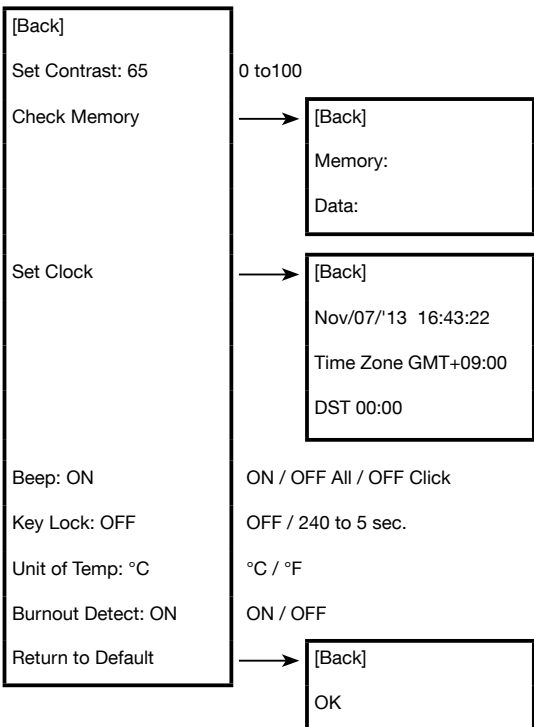 [Back]
Set Contrast: 65 0 to100
Check Memory
[Back]
Memory:
Data:
Set Clock
[Back]
Nov/07/'13 16:43:22
Time Zone GMT+09:00
DST 00:00
Beep: ON ON / OFF All / OFF Click
Key Lock: OFF OFF / 240 to 5 sec.
Unit of Temp: °C °C / °F
Burnout Detect: ON ON / OFF
Return to Default
[Back]
OK